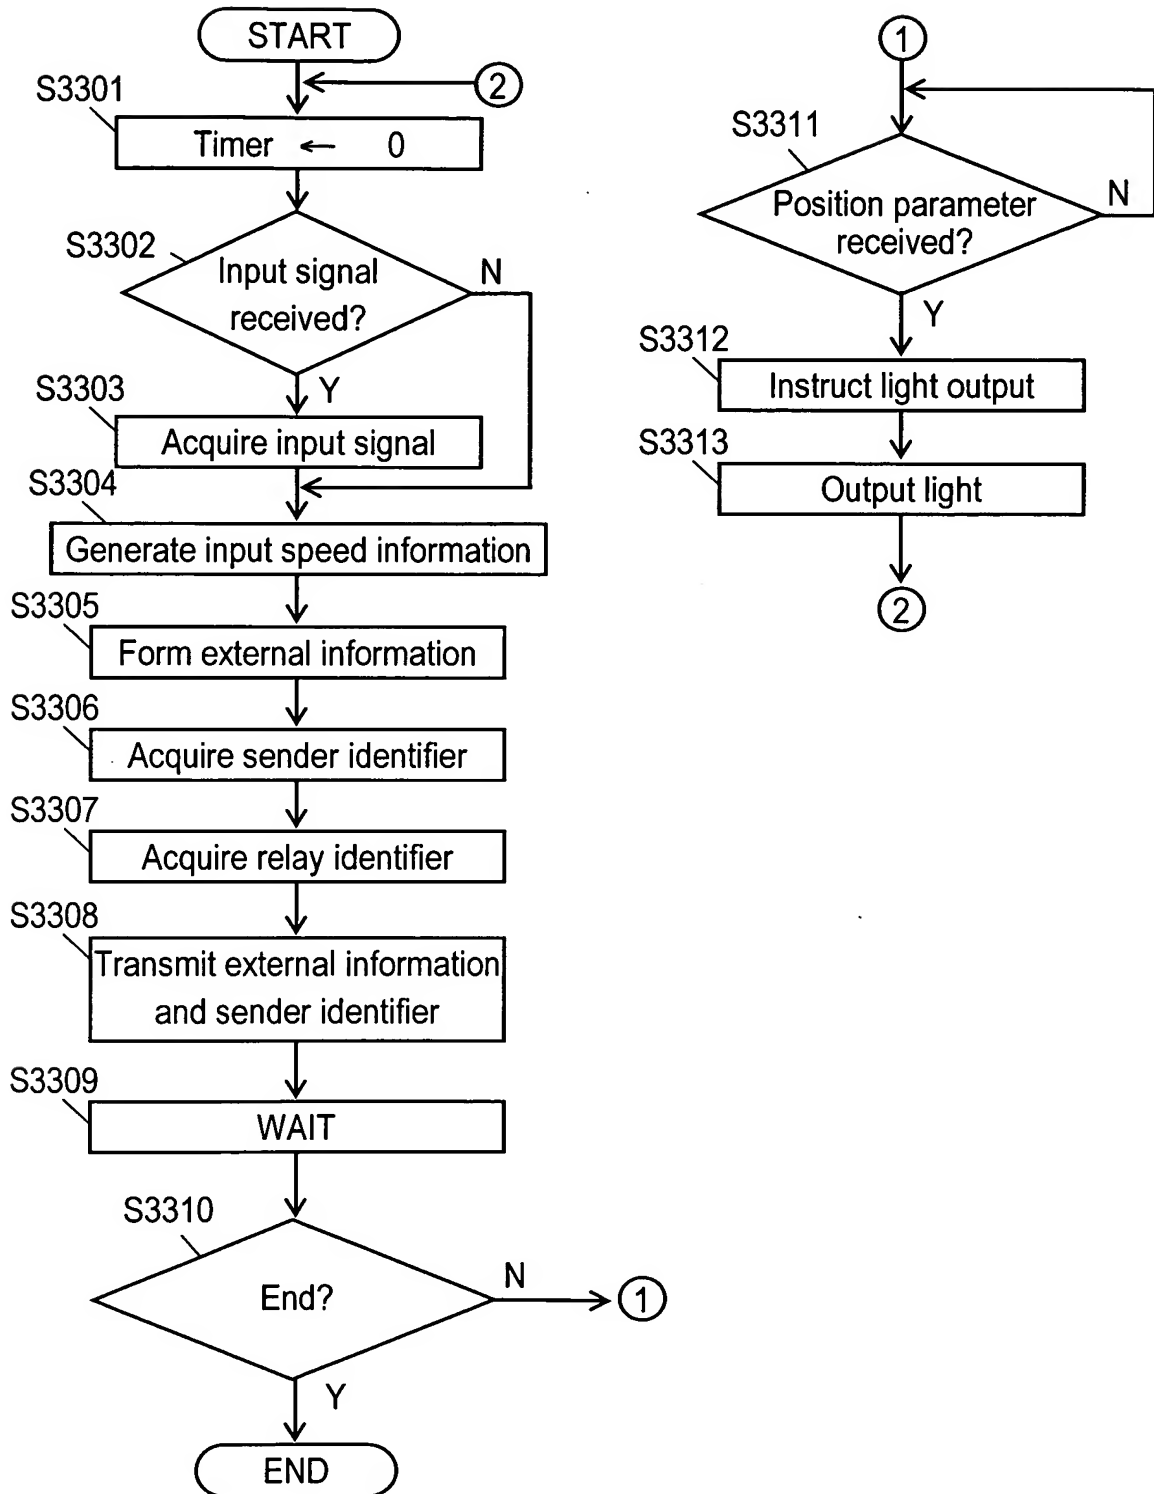 START
2
S3301
Timer ← 0
S3302
Input signal
received?
N
Y
S3303
Acquire input signal
S3304
Generate input speed information
S3305
Form external information
S3306
Acquire sender identifier
S3307
Acquire relay identifier
S3308
Transmit external information
and sender identifier
S3309
WAIT
S3310
End?
N
1
Y
END
1
S3311
Position parameter
received?
N
Y
S3312
Instruct light output
S3313
Output light
2